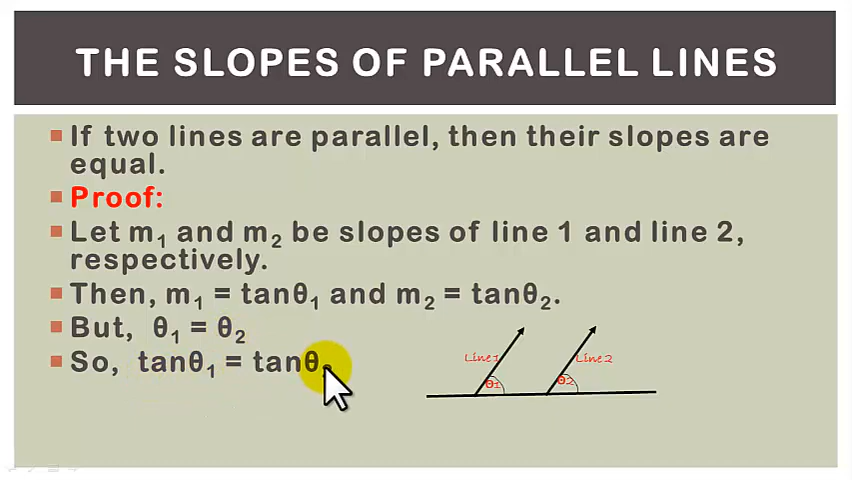 THE SLOPES OF PARALLEL LINES
If two lines are parallel, then their slopes are
equal.
Proof:
Let m₁ and m₂ be slopes of line 1 and line 2,
respectively.
Then, m₁ = tanθ₁ and m₂ = tanθ₂.
But, θ₁ = θ₂
So, tanθ₁ = tanθ
Line 1
Line 2
θ1
θ2